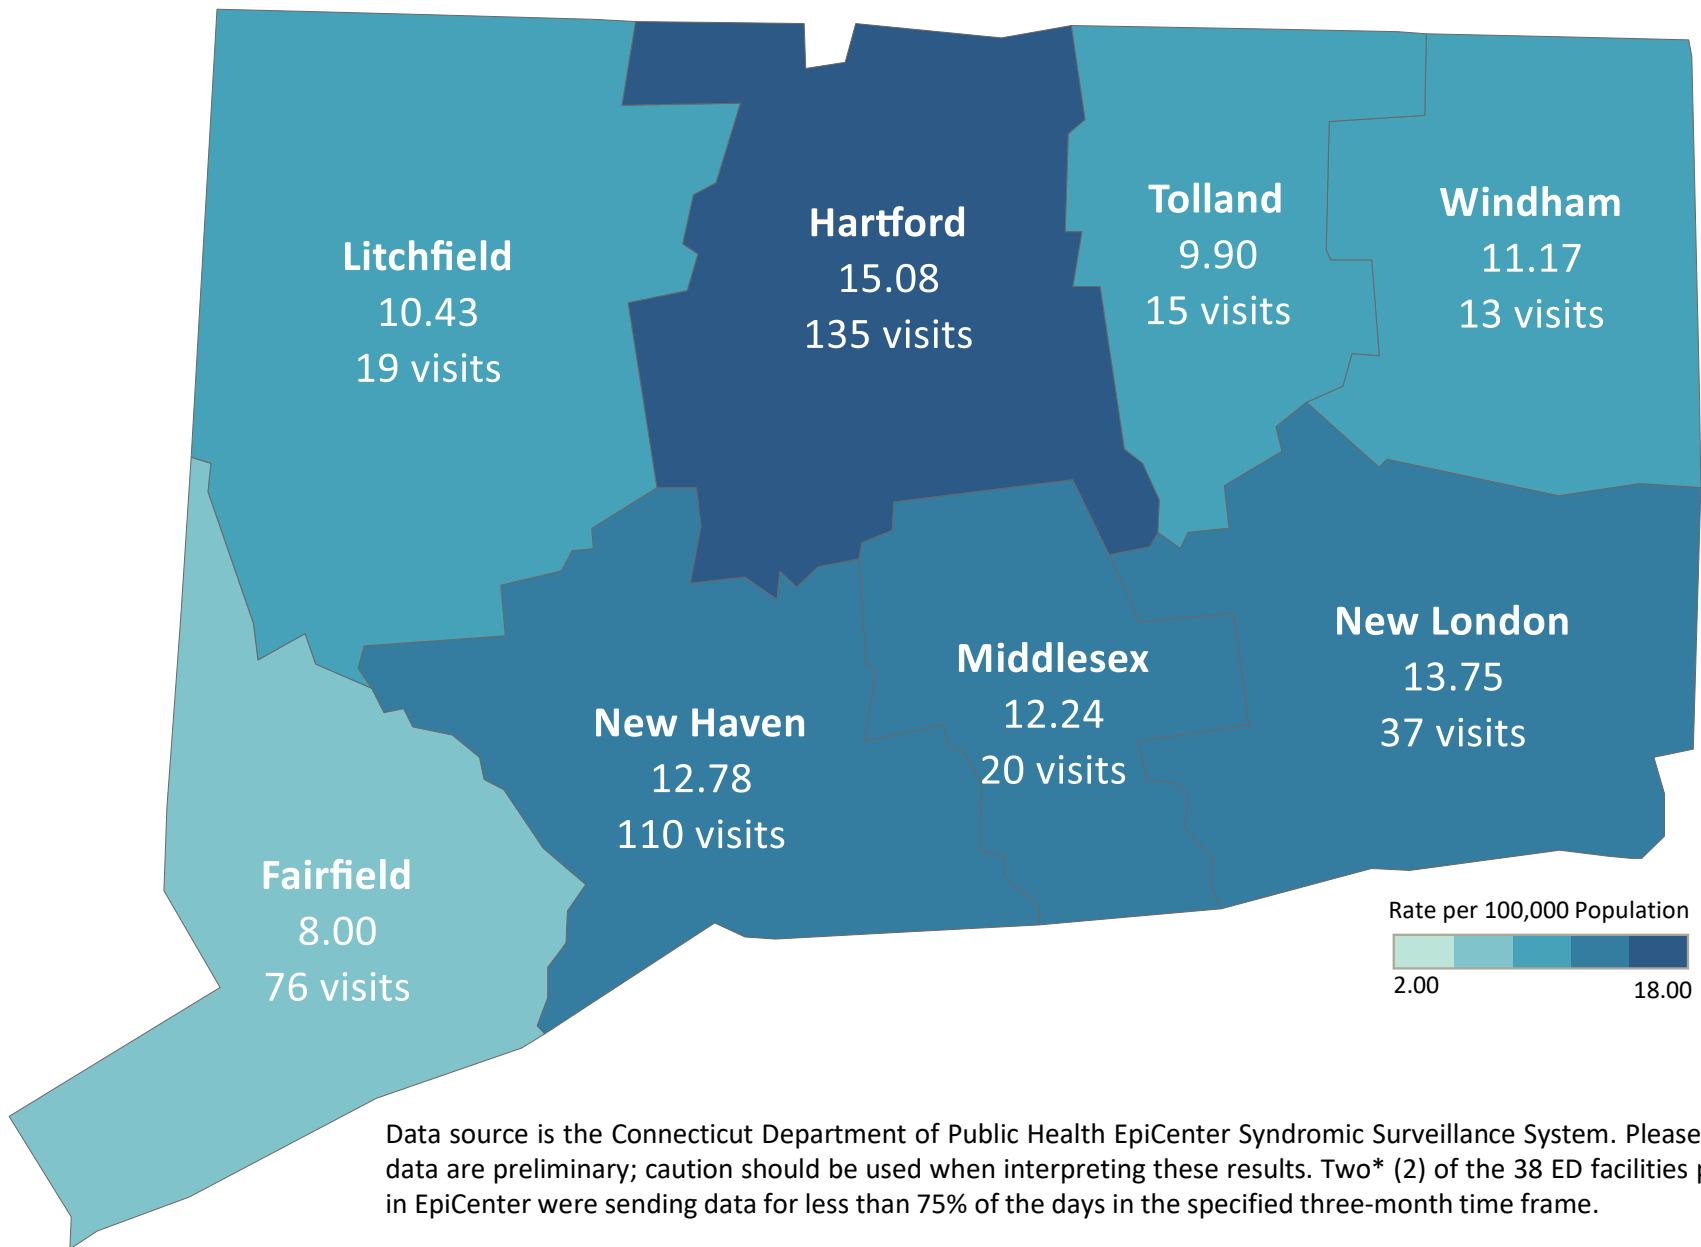 Litchfield
10.43
19 visits
Hartford
15.08
135 visits
Tolland
9.90
15 visits
Windham
11.17
13 visits
New London
13.75
37 visits
Middlesex
12.24
20 visits
New Haven
12.78
110 visits
Fairfield
8.00
76 visits
Rate per 100,000 Population
2.00
18.00
Data source is the Connecticut Department of Public Health EpiCenter Syndromic Surveillance System. Please
data are preliminary; caution should be used when interpreting these results. Two* (2) of the 38 ED facilities
in EpiCenter were sending data for less than 75% of the days in the specified three-month time frame.